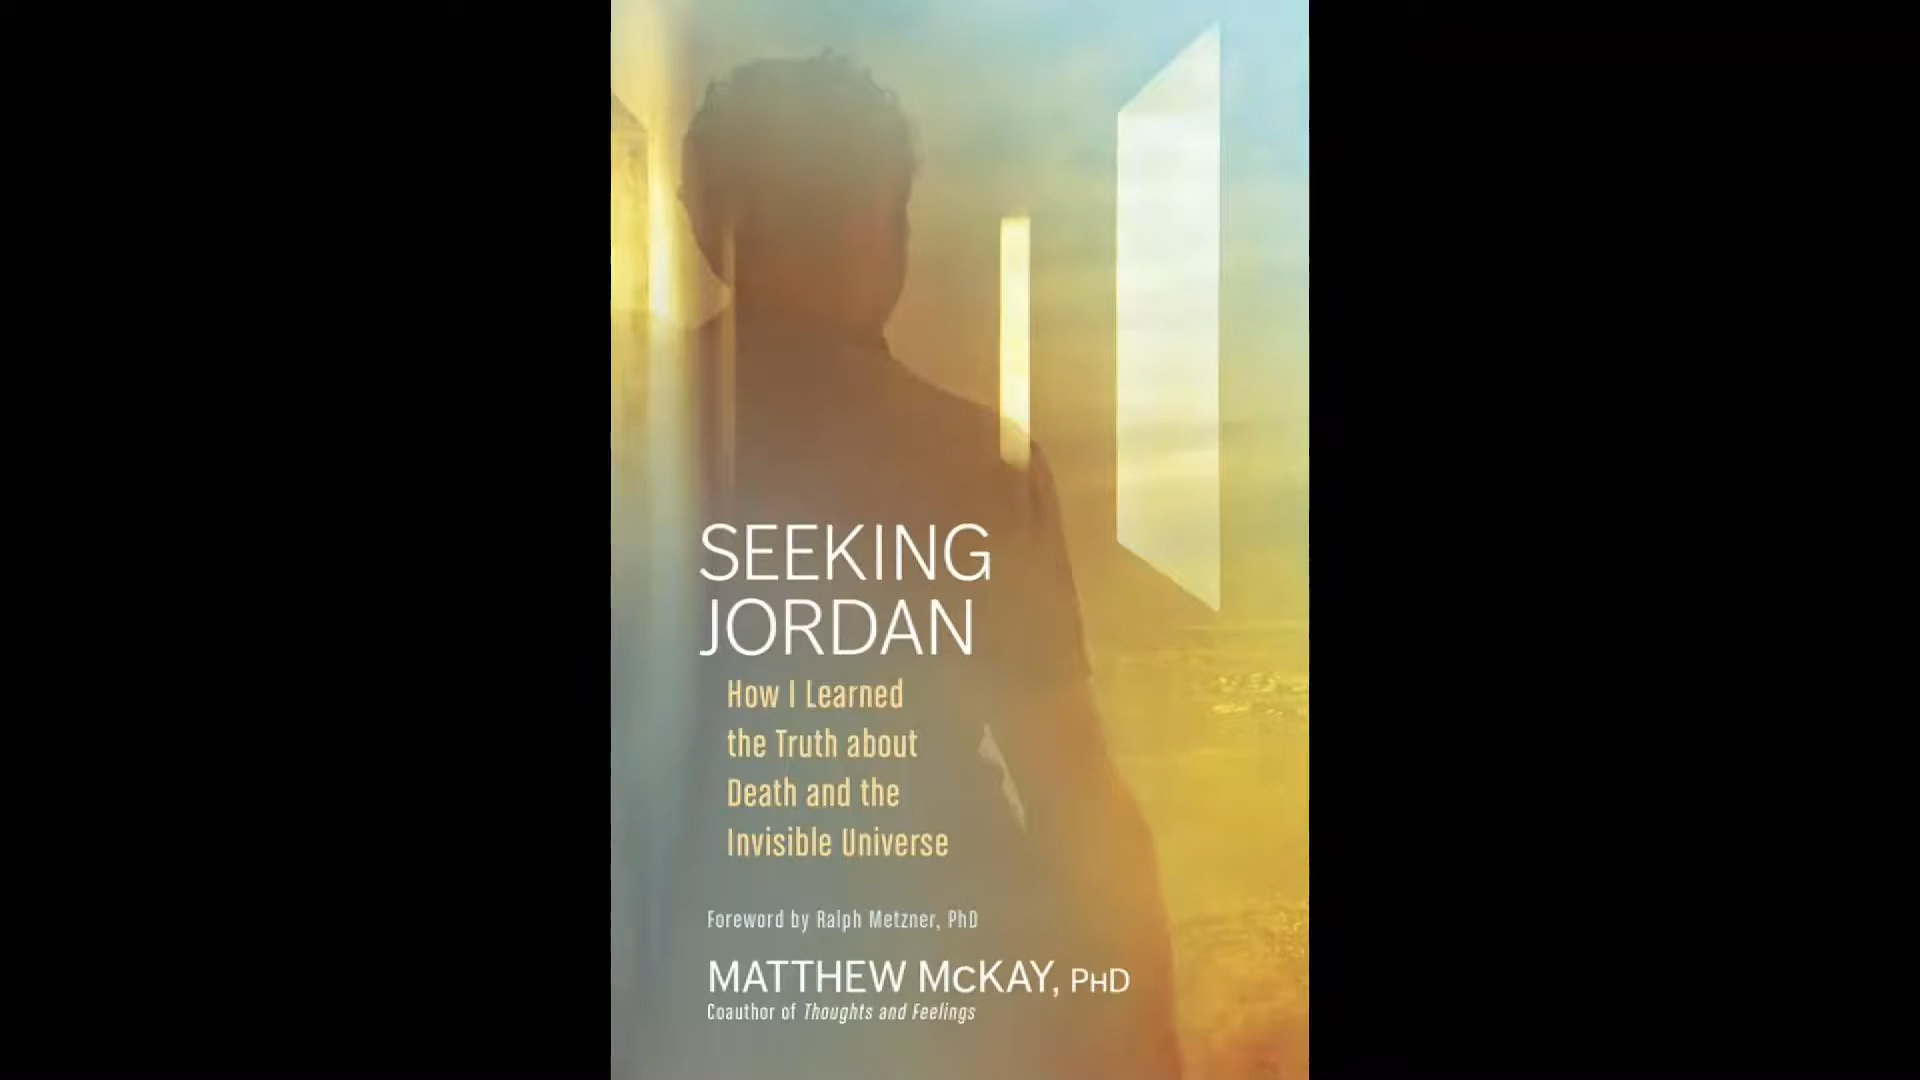 SEEKING
JORDAN
How I Learned
the Truth about
Death and the
Invisible Universe
Foreword by Ralph Metzner, PhD
MATTHEW McKAY, PHD
Coauthor of Thoughts and Feelings